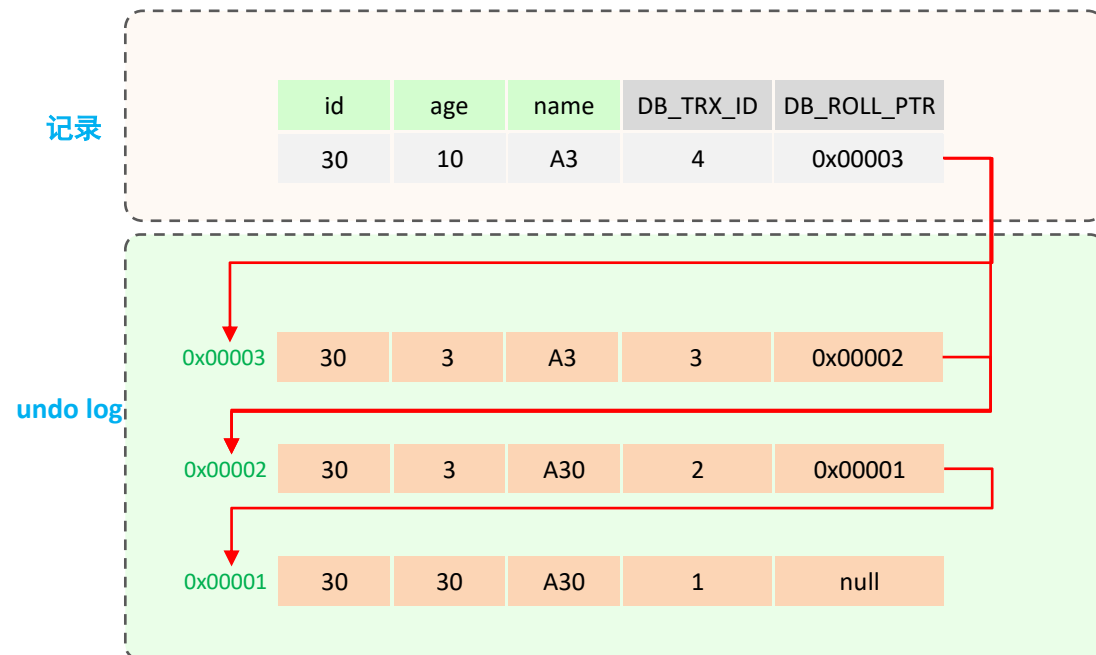 记录
id age name DB_TRX_ID DB_ROLL_PTR
30 10 A3 4 0x00003
undo log
0x00003 30 3 A3 3 0x00002
0x00002 30 3 A30 2 0x00001
0x00001 30 30 A30 1 null